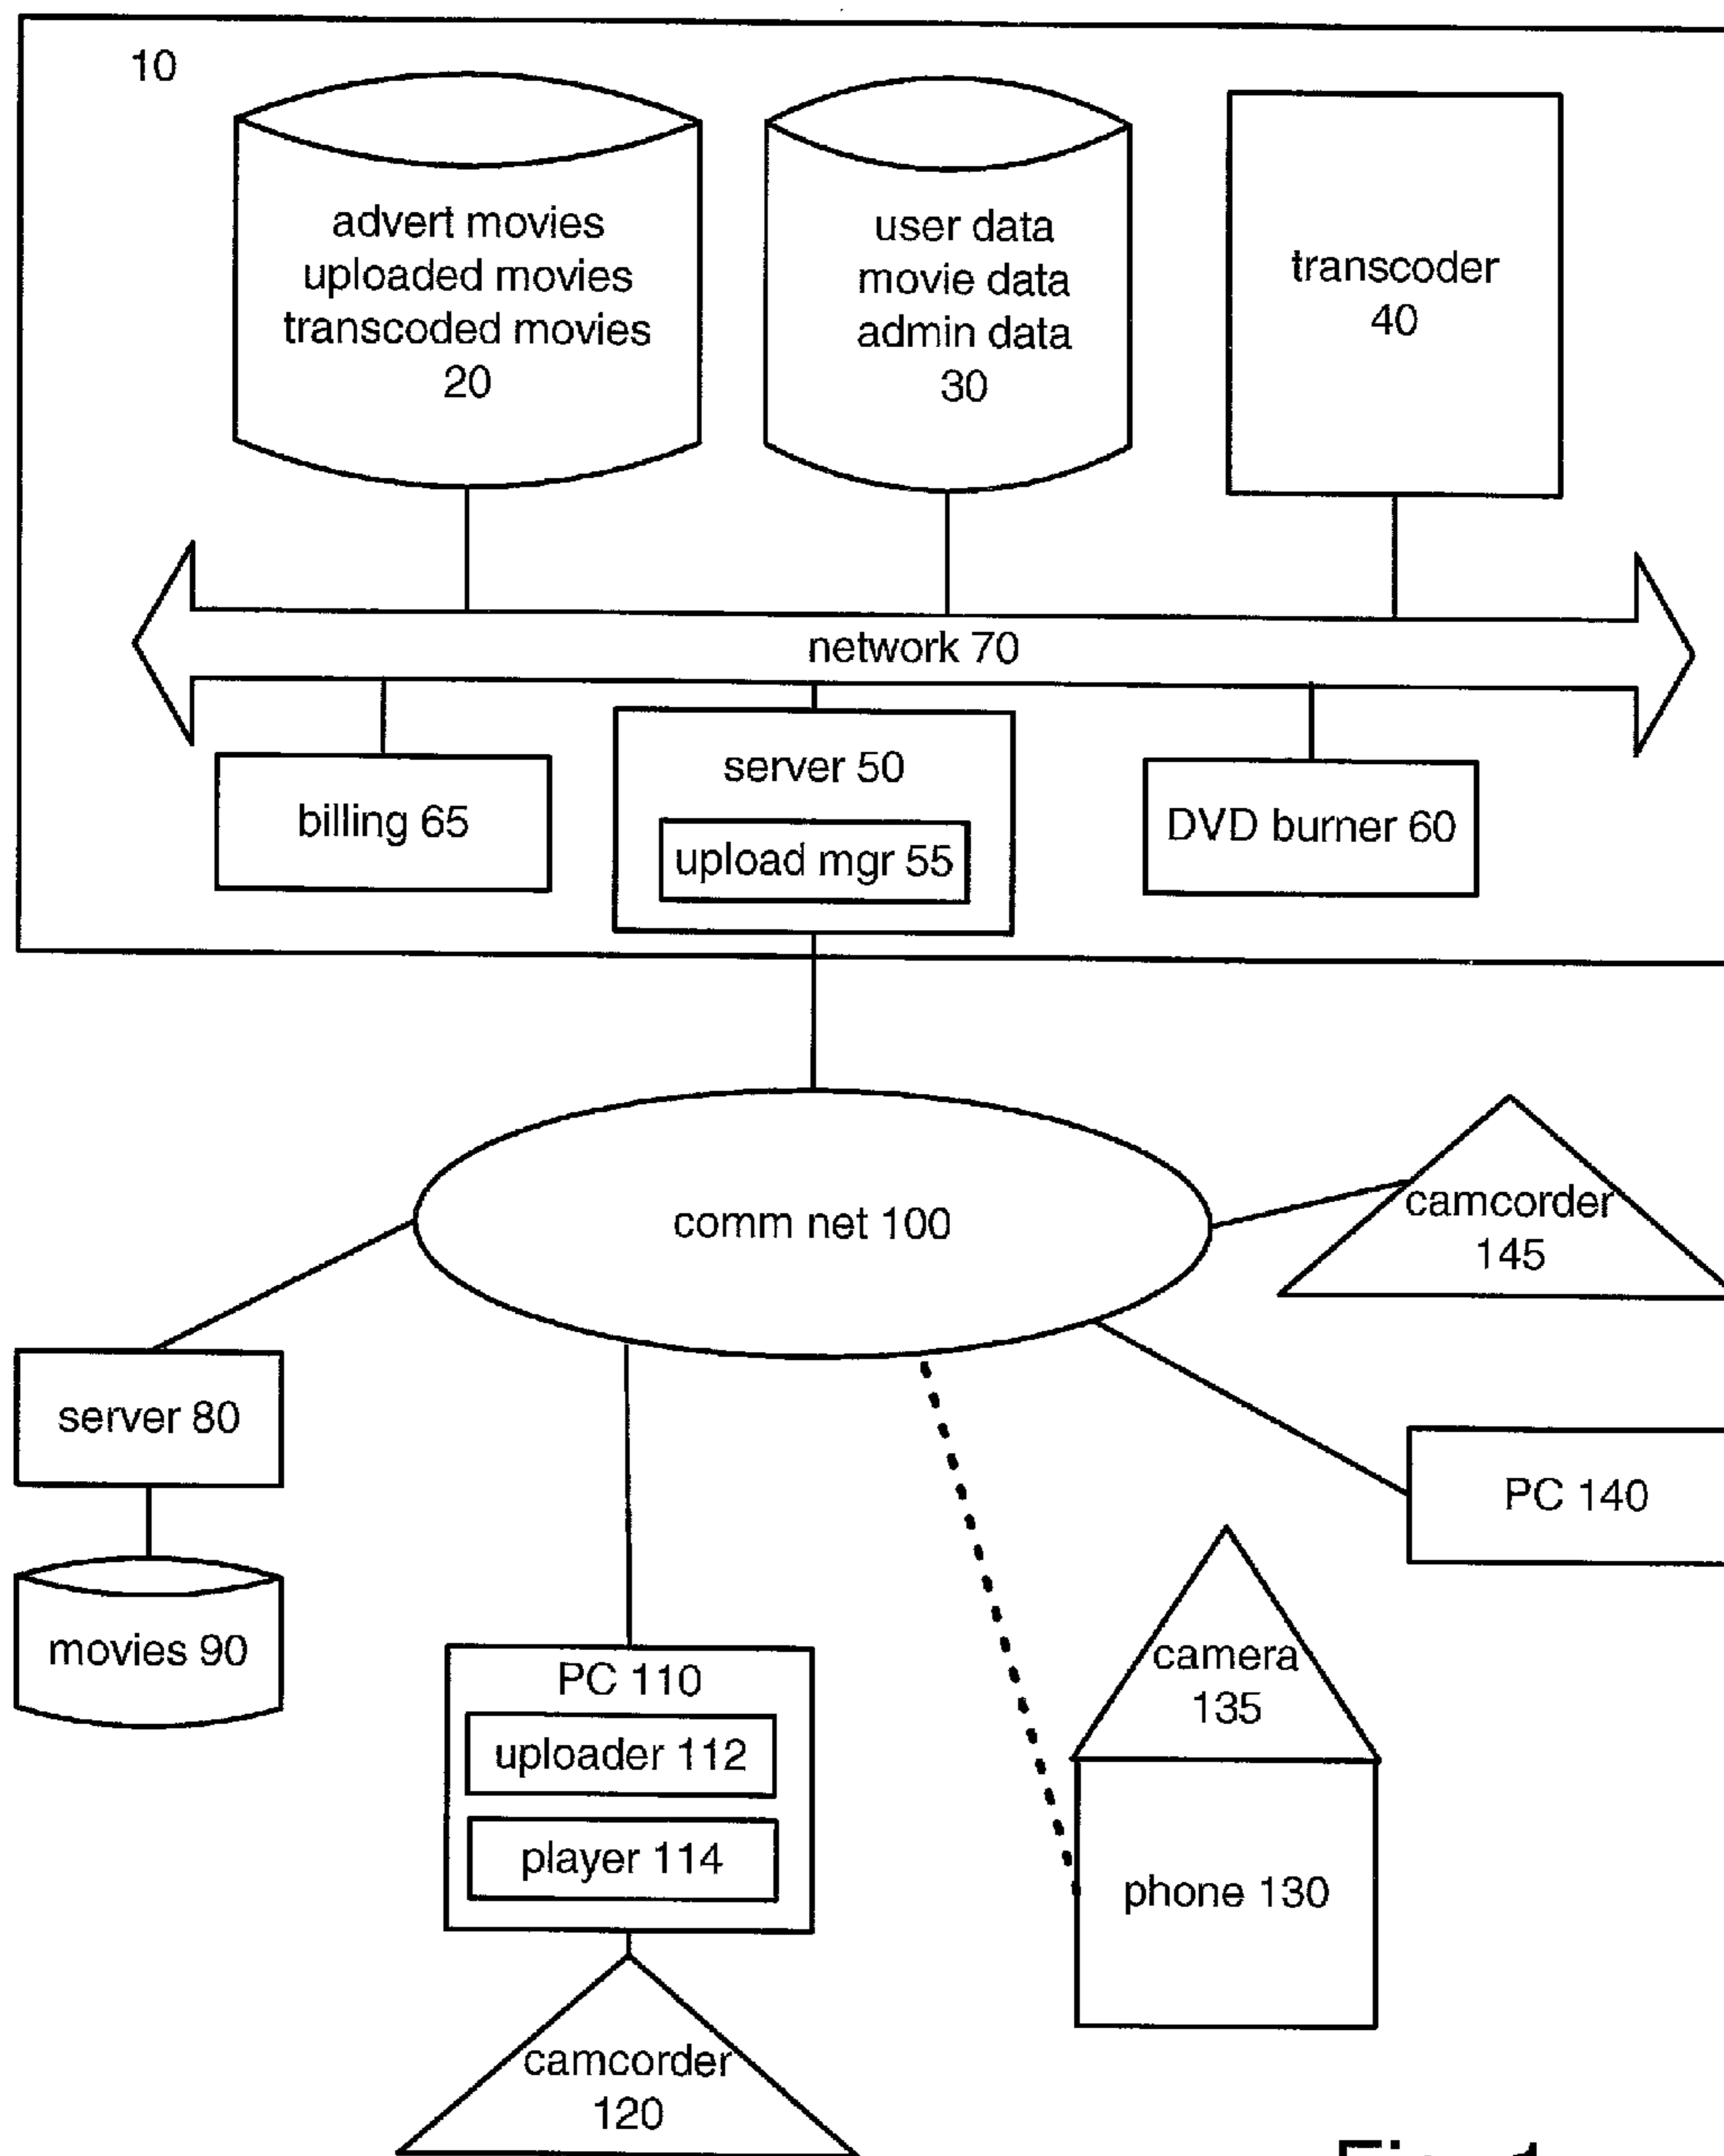 10
advert movies
uploaded movies
transcoded movies
20
user data
movie data
admin data
30
transcoder
40
network 70
billing 65
server 50
upload mgr 55
DVD burner 60
comm net 100
camcorder
145
server 80
PC 140
movies 90
camera
135
PC 110
uploader 112
player 114
phone 130
camcorder
120
Fig. 1